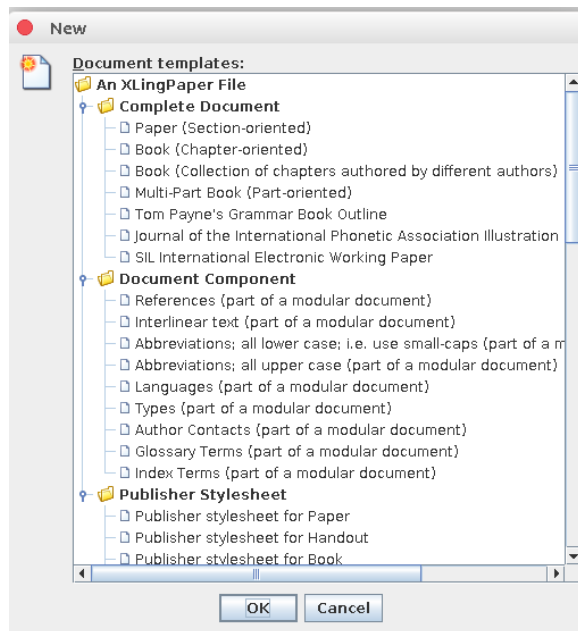 New
Document templates:
An XLingPaper File
Complete Document
Paper (Section-oriented)
Book (Chapter-oriented)
Book (Collection of chapters authored by different authors)
Multi-Part Book (Part-oriented)
Tom Payne's Grammar Book Outline
Journal of the International Phonetic Association Illustration
SIL International Electronic Working Paper
Document Component
References (part of a modular document)
Interlinear text (part of a modular document)
Abbreviations; all lower case; i.e. use small-caps (part of a m
Abbreviations; all upper case (part of a modular document)
Languages (part of a modular document)
Types (part of a modular document)
Author Contacts (part of a modular document)
Glossary Terms (part of a modular document)
Index Terms (part of a modular document)
Publisher Stylesheet
Publisher stylesheet for Paper
Publisher stylesheet for Handout
Publisher stylesheet for Book
OK Cancel